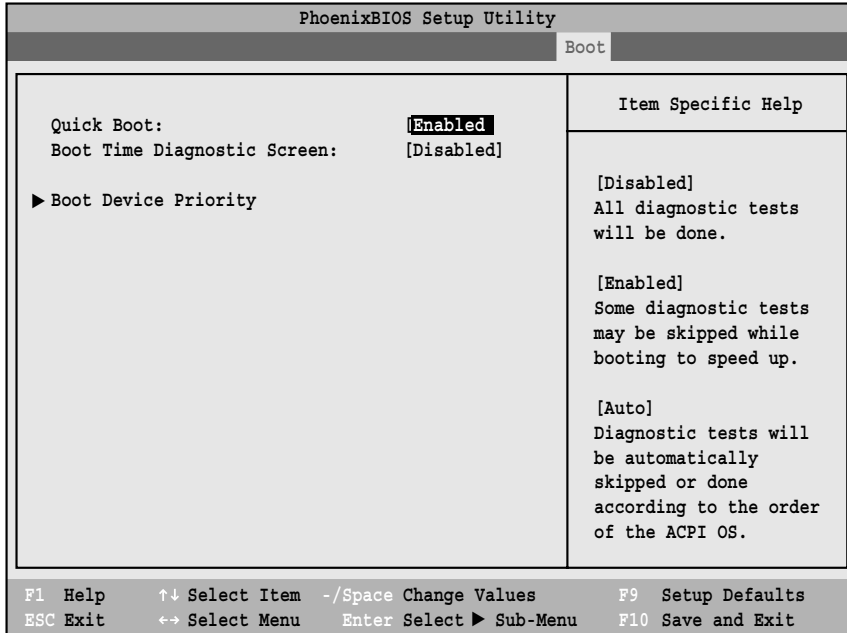 PhoenixBIOS Setup Utility
Boot
Quick Boot: [Enabled
Boot Time Diagnostic Screen: [Disabled]
▶ Boot Device Priority
Item Specific Help
[Disabled]
All diagnostic tests
will be done.
[Enabled]
Some diagnostic tests
may be skipped while
booting to speed up.
[Auto]
Diagnostic tests will
be automatically
skipped or done
according to the order
of the ACPI OS.
F1 Help ↑↓ Select Item -/Space Change Values F9 Setup Defaults
ESC Exit ←→ Select Menu Enter Select ▶ Sub-Menu F10 Save and Exit